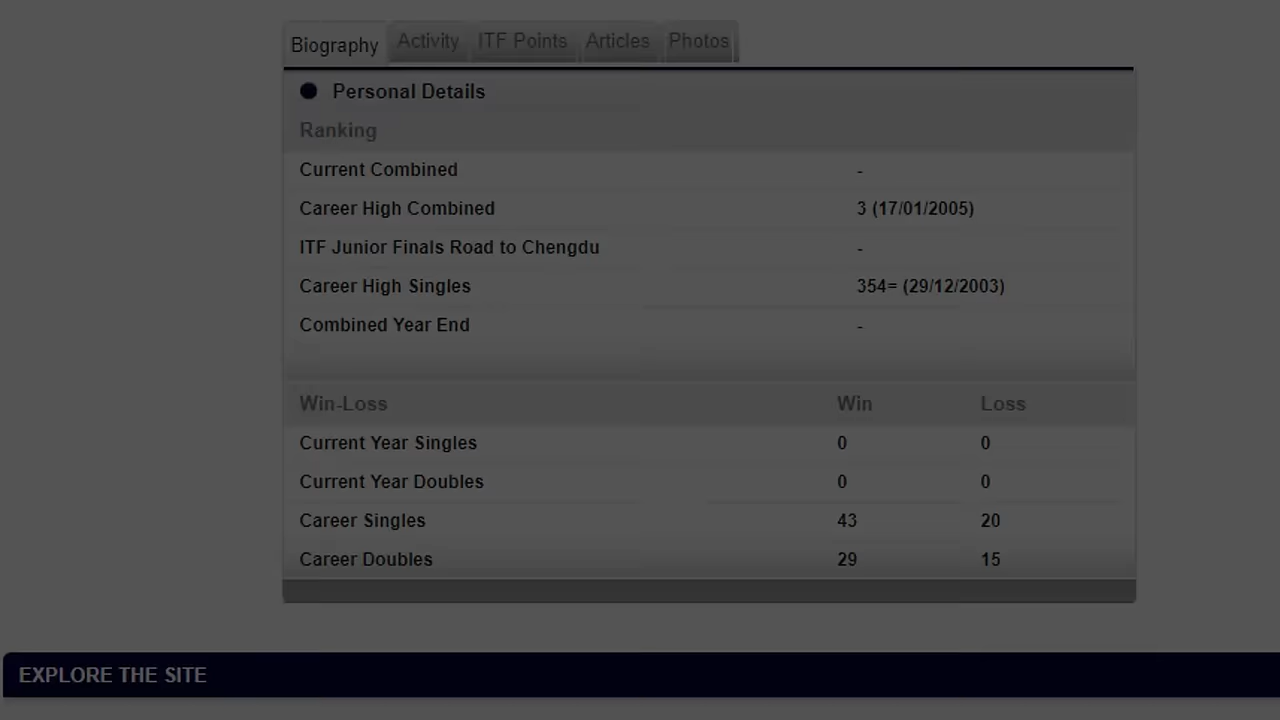 Biography Activity ITF Points Articles Photos
Personal Details
Ranking
Current Combined -
Career High Combined 3 (17/01/2005)
ITF Junior Finals Road to Chengdu -
Career High Singles 354= (29/12/2003)
Combined Year End -
Win-Loss Win Loss
Current Year Singles 0 0
Current Year Doubles 0 0
Career Singles 43 20
Career Doubles 29 15
EXPLORE THE SITE